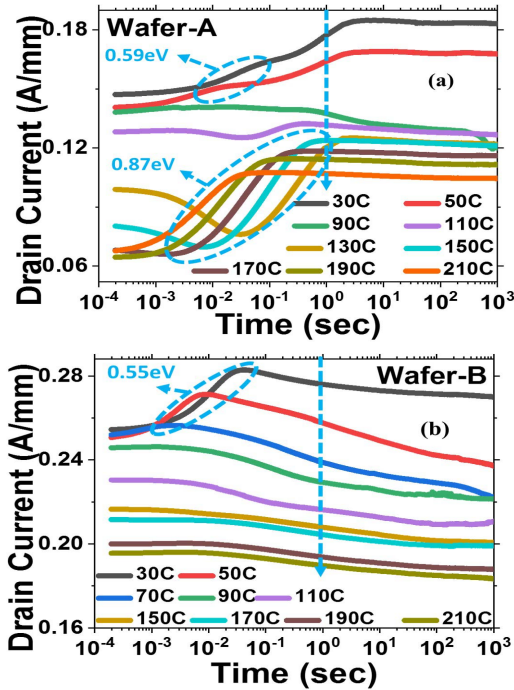 Wafer-A
0.59eV
(a)
0.87eV
0.18
0.12
0.06
Drain Current (A/mm)
30C 50C
90C 110C
130C 150C
170C 190C 210C
10⁻⁴ 10⁻³ 10⁻² 10⁻¹ 10⁰ 10¹ 10² 10³
Time (sec)
Wafer-B
0.55eV
(b)
0.28
0.24
0.20
0.16
Drain Current (A/mm)
30C 50C
70C 90C 110C
150C 170C 190C 210C
10⁻⁴ 10⁻³ 10⁻² 10⁻¹ 10⁰ 10¹ 10² 10³
Time (sec)